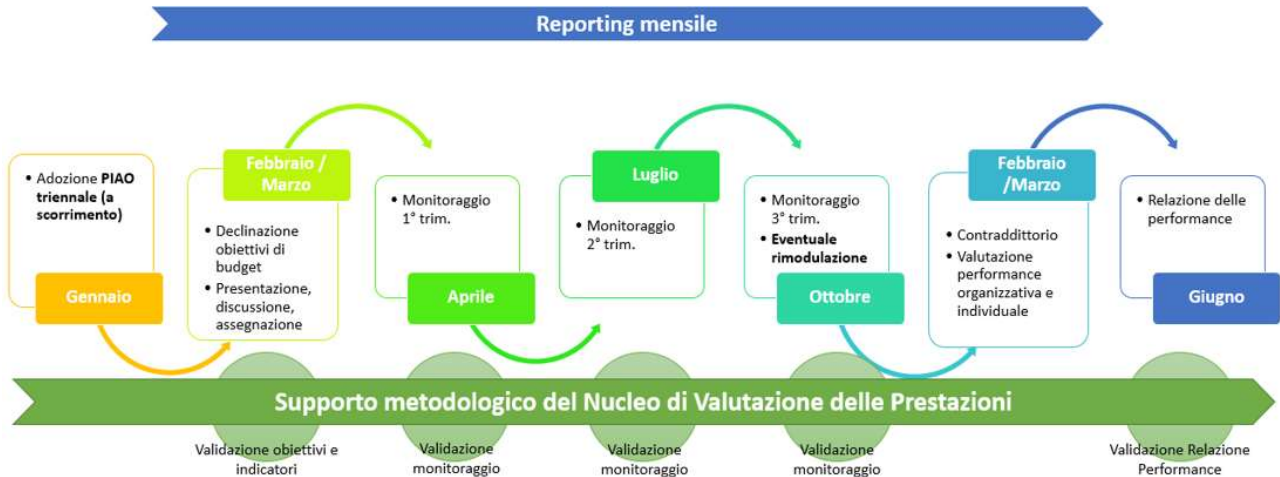 Reporting mensile
• Adozione PIAO
triennale (a
scorrimento)
Gennaio
Febbraio /
Marzo
• Declinazione
obiettivi di
budget
• Presentazione,
discussione,
assegnazione
• Monitoraggio
1° trim.
Aprile
Luglio
• Monitoraggio
2° trim.
• Monitoraggio
3° trim.
• Eventuale
rimodulazione
Ottobre
Febbraio
/Marzo
• Contraddittorio
• Valutazione
performance
organizzativa e
individuale
• Relazione delle
performance
Giugno
Supporto metodologico del Nucleo di Valutazione delle Prestazioni
Validazione obiettivi e
indicatori
Validazione
monitoraggio
Validazione
monitoraggio
Validazione
monitoraggio
Validazione Relazione
Performance